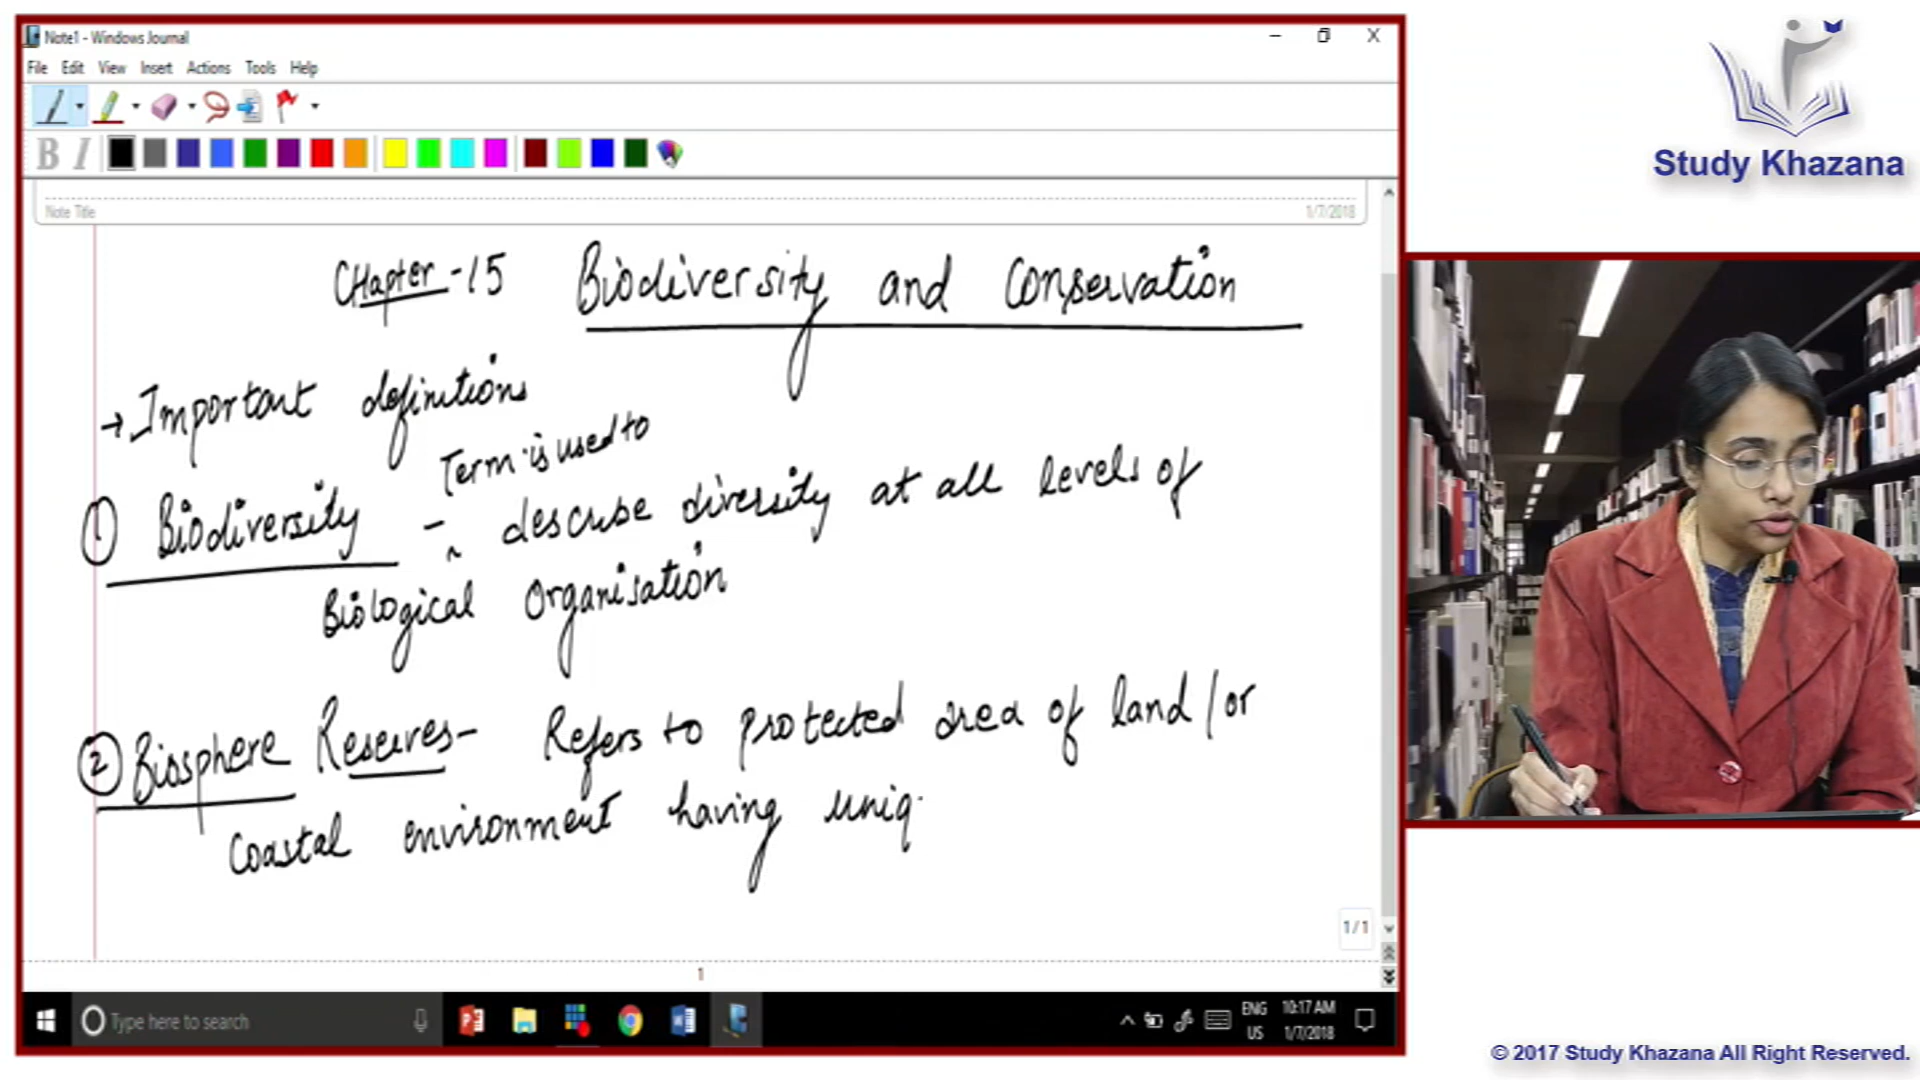 Note1 - Windows Journal
File Edit View Insert Actions Tools Help
B I
Note Title
1/7/2018
CHapter -15 Biodiversity and Conservation
→ Important definitions
Term is used to
① Biodiversity - describe diversity at all levels of
^
Biological Organisation
② Biosphere Reserves - Refers to protected area of land/or
Coastal environment having uniq
1/1
1
Type here to search
ENG
US
10:17 AM
1/7/2018
Study Khazana
© 2017 Study Khazana All Right Reserved.